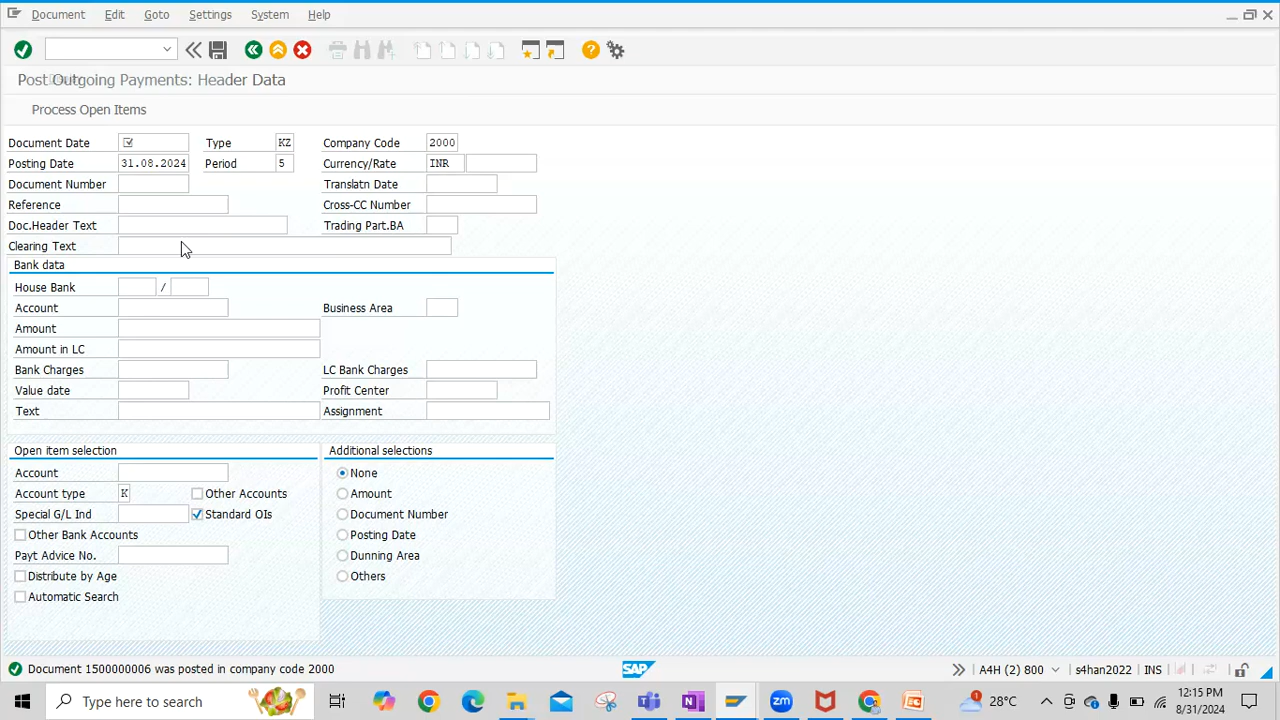 Document Edit Goto Settings System Help
Post Outgoing Payments: Header Data
Process Open Items
Document Date Type KZ Company Code 2000
Posting Date 31.08.2024 Period 5 Currency/Rate INR
Document Number Translatn Date
Reference Cross-CC Number
Doc.Header Text Trading Part.BA
Clearing Text
Bank data
House Bank /
Account Business Area
Amount
Amount in LC
Bank Charges LC Bank Charges
Value date Profit Center
Text Assignment
Open item selection Additional selections
Account None
Account type K Other Accounts Amount
Special G/L Ind Standard OIs Document Number
Other Bank Accounts Posting Date
Payt Advice No. Dunning Area
Distribute by Age Others
Automatic Search
Document 1500000006 was posted in company code 2000 SAP A4H (2) 800 s4han2022 INS
Type here to search 28°C 12:15 PM
8/31/2024